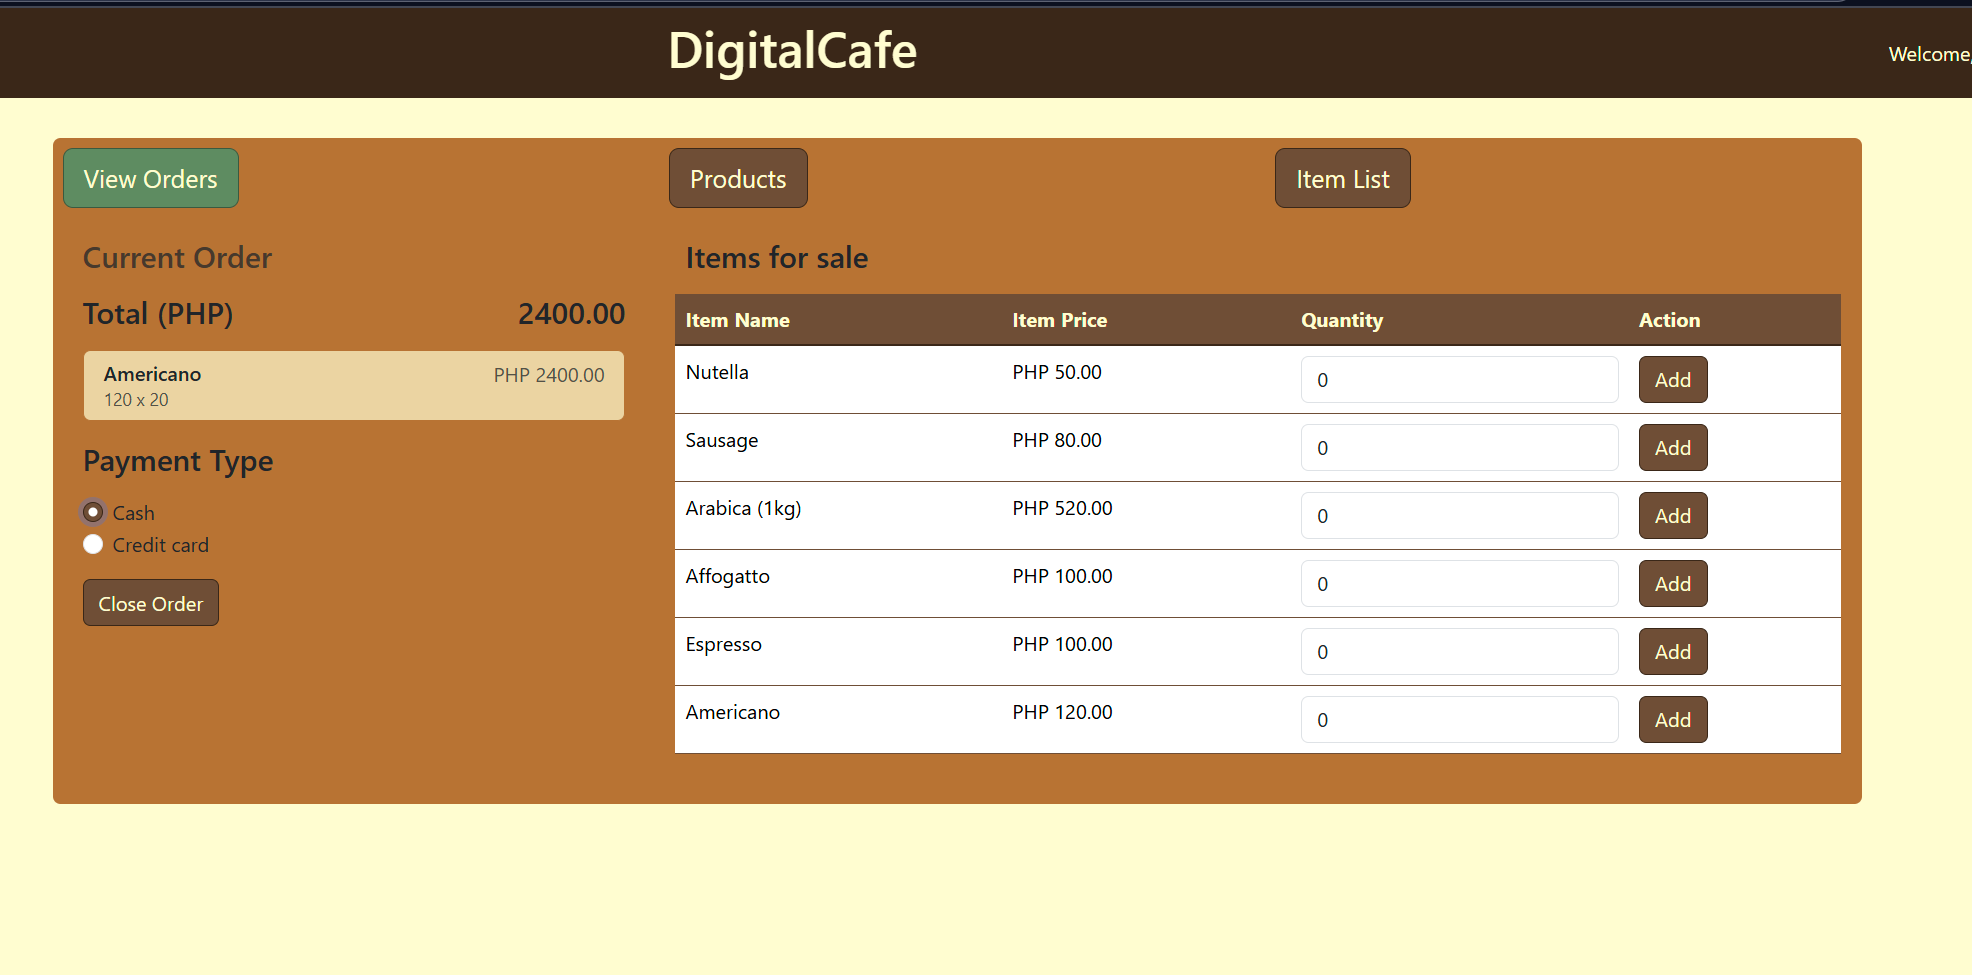 DigitalCafe
Welcome,
View Orders
Products
Item List
Current Order
Total (PHP) 2400.00
Americano PHP 2400.00
120 x 20
Payment Type
Cash
Credit card
Close Order
Items for sale
Item Name Item Price Quantity Action
Nutella PHP 50.00 0 Add
Sausage PHP 80.00 0 Add
Arabica (1kg) PHP 520.00 0 Add
Affogatto PHP 100.00 0 Add
Espresso PHP 100.00 0 Add
Americano PHP 120.00 0 Add